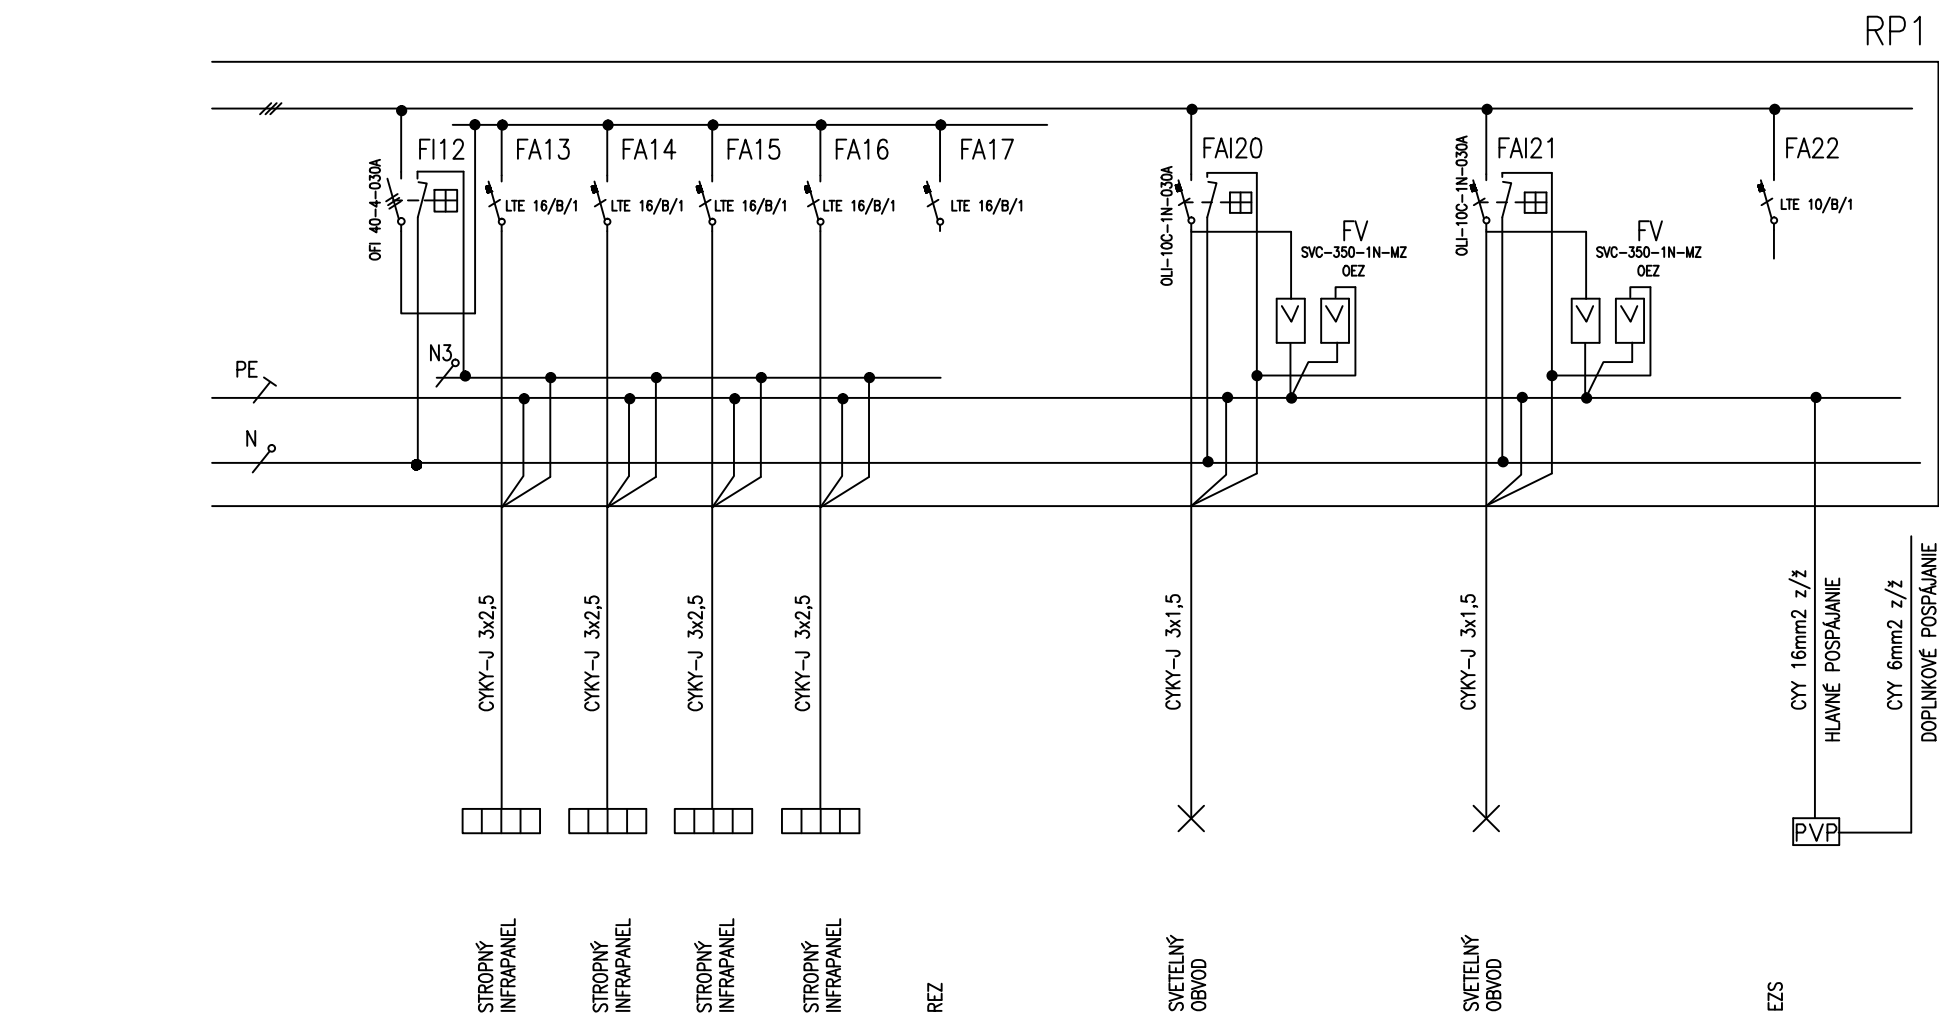 RP1
FI12
FA13
FA14
FA15
FA16
FA17
FAI20
FAI21
FA22
OFI 40-4-030A
LTE 16/B/1
LTE 16/B/1
LTE 16/B/1
LTE 16/B/1
LTE 16/B/1
OLI-10C-1N-030A
OLI-10C-1N-030A
LTE 10/B/1
FV
SVC-350-1N-MZ
OEZ
FV
SVC-350-1N-MZ
OEZ
N3
PE
N
CYKY-J 3x2,5
CYKY-J 3x2,5
CYKY-J 3x2,5
CYKY-J 3x2,5
CYKY-J 3x1,5
CYKY-J 3x1,5
CYY 16mm2 z/ž
HLAVNÉ POSPÁJANIE
CYY 6mm2 z/ž
DOPLNKOVÉ POSPÁJANIE
PVP
STROPNÝ
INFRAPANEL
STROPNÝ
INFRAPANEL
STROPNÝ
INFRAPANEL
STROPNÝ
INFRAPANEL
REZ
SVETELNÝ
OBVOD
SVETELNÝ
OBVOD
EZS